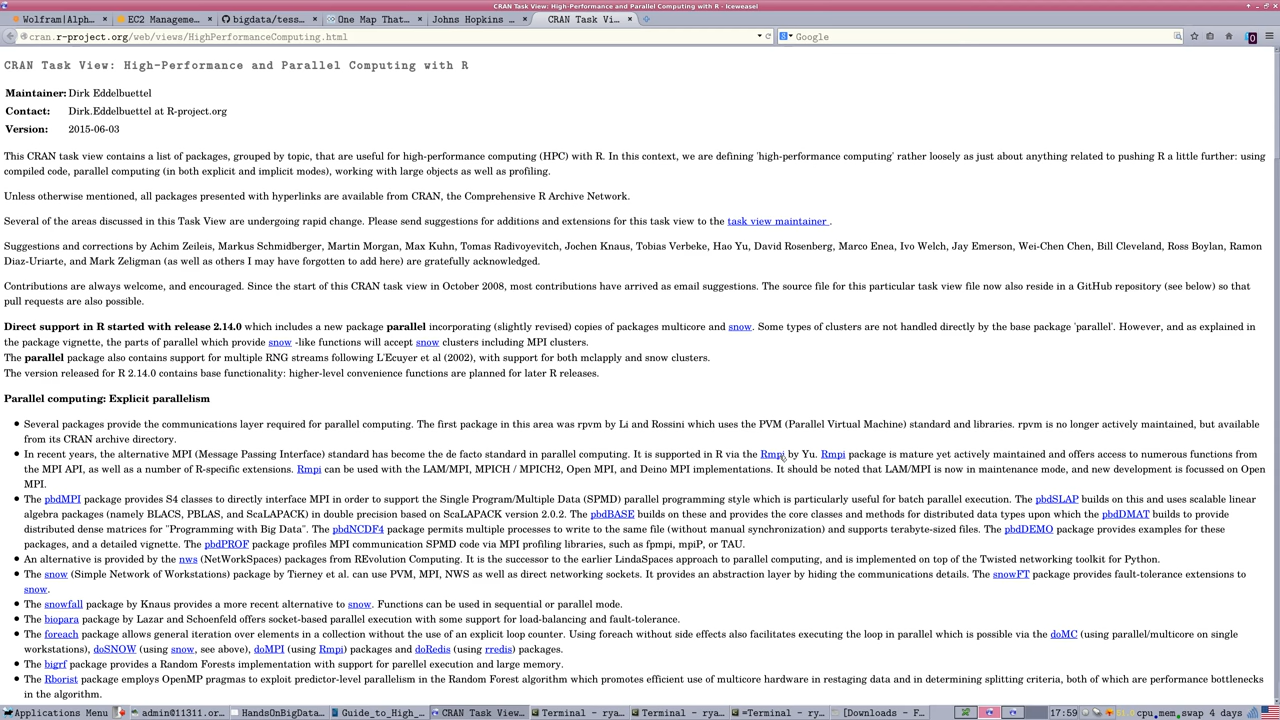 CRAN Task View: High-Performance and Parallel Computing with R - Iceweasel
Wolfram|Alph... EC2 Manageme... bigdata/tess... One Map That... Johns Hopkins ... CRAN Task Vi...
cran.r-project.org/web/views/HighPerformanceComputing.html Google 0
CRAN Task View: High-Performance and Parallel Computing with R
Maintainer: Dirk Eddelbuettel
Contact: Dirk.Eddelbuettel at R-project.org
Version: 2015-06-03
This CRAN task view contains a list of packages, grouped by topic, that are useful for high-performance computing (HPC) with R. In this context, we are defining 'high-performance computing' rather loosely as just about anything related to pushing R a little further: using
compiled code, parallel computing (in both explicit and implicit modes), working with large objects as well as profiling.
Unless otherwise mentioned, all packages presented with hyperlinks are available from CRAN, the Comprehensive R Archive Network.
Several of the areas discussed in this Task View are undergoing rapid change. Please send suggestions for additions and extensions for this task view to the task view maintainer .
Suggestions and corrections by Achim Zeileis, Markus Schmidberger, Martin Morgan, Max Kuhn, Tomas Radivoyevitch, Jochen Knaus, Tobias Verbeke, Hao Yu, David Rosenberg, Marco Enea, Ivo Welch, Jay Emerson, Wei-Chen Chen, Bill Cleveland, Ross Boylan, Ramon
Diaz-Uriarte, and Mark Zeligman (as well as others I may have forgotten to add here) are gratefully acknowledged.
Contributions are always welcome, and encouraged. Since the start of this CRAN task view in October 2008, most contributions have arrived as email suggestions. The source file for this particular task view file now also reside in a GitHub repository (see below) so that
pull requests are also possible.
Direct support in R started with release 2.14.0 which includes a new package parallel incorporating (slightly revised) copies of packages multicore and snow. Some types of clusters are not handled directly by the base package 'parallel'. However, and as explained in
the package vignette, the parts of parallel which provide snow -like functions will accept snow clusters including MPI clusters.
The parallel package also contains support for multiple RNG streams following L'Ecuyer et al (2002), with support for both mclapply and snow clusters.
The version released for R 2.14.0 contains base functionality: higher-level convenience functions are planned for later R releases.
Parallel computing: Explicit parallelism
● Several packages provide the communications layer required for parallel computing. The first package in this area was rpvm by Li and Rossini which uses the PVM (Parallel Virtual Machine) standard and libraries. rpvm is no longer actively maintained, but available
from its CRAN archive directory.
● In recent years, the alternative MPI (Message Passing Interface) standard has become the de facto standard in parallel computing. It is supported in R via the Rmpi by Yu. Rmpi package is mature yet actively maintained and offers access to numerous functions from
the MPI API, as well as a number of R-specific extensions. Rmpi can be used with the LAM/MPI, MPICH / MPICH2, Open MPI, and Deino MPI implementations. It should be noted that LAM/MPI is now in maintenance mode, and new development is focussed on Open
MPI.
● The pbdMPI package provides S4 classes to directly interface MPI in order to support the Single Program/Multiple Data (SPMD) parallel programming style which is particularly useful for batch parallel execution. The pbdSLAP builds on this and uses scalable linear
algebra packages (namely BLACS, PBLAS, and ScaLAPACK) in double precision based on ScaLAPACK version 2.0.2. The pbdBASE builds on these and provides the core classes and methods for distributed data types upon which the pbdDMAT builds to provide
distributed dense matrices for "Programming with Big Data". The pbdNCDF4 package permits multiple processes to write to the same file (without manual synchronization) and supports terabyte-sized files. The pbdDEMO package provides examples for these
packages, and a detailed vignette. The pbdPROF package profiles MPI communication SPMD code via MPI profiling libraries, such as fpmpi, mpiP, or TAU.
● An alternative is provided by the nws (NetWorkSpaces) packages from REvolution Computing. It is the successor to the earlier LindaSpaces approach to parallel computing, and is implemented on top of the Twisted networking toolkit for Python.
● The snow (Simple Network of Workstations) package by Tierney et al. can use PVM, MPI, NWS as well as direct networking sockets. It provides an abstraction layer by hiding the communications details. The snowFT package provides fault-tolerance extensions to
snow.
● The snowfall package by Knaus provides a more recent alternative to snow. Functions can be used in sequential or parallel mode.
● The biopara package by Lazar and Schoenfeld offers socket-based parallel execution with some support for load-balancing and fault-tolerance.
● The foreach package allows general iteration over elements in a collection without the use of an explicit loop counter. Using foreach without side effects also facilitates executing the loop in parallel which is possible via the doMC (using parallel/multicore on single
workstations), doSNOW (using snow, see above), doMPI (using Rmpi) packages and doRedis (using rredis) packages.
● The bigrf package provides a Random Forests implementation with support for parallel execution and large memory.
● The Rborist package employs OpenMP pragmas to exploit predictor-level parallelism in the Random Forest algorithm which promotes efficient use of multicore hardware in restaging data and in determining splitting criteria, both of which are performance bottlenecks
in the algorithm.
Applications Menu admin@11311.or... HandsOnBigData... Guide_to_High_... CRAN Task View... Terminal - rya... Terminal - rya... =Terminal - ry... [Downloads - F... 17:59 cpu mem swap 4 days